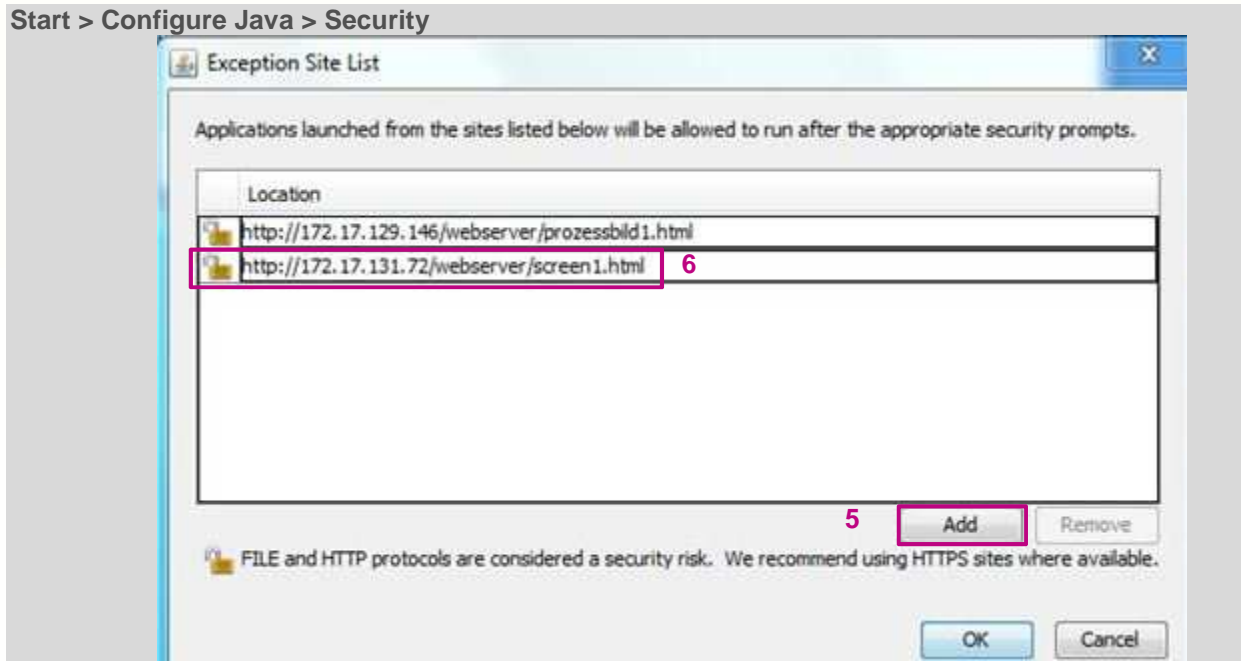 Start > Configure Java > Security
Exception Site List
Applications launched from the sites listed below will be allowed to run after the appropriate security prompts.
Location
http://172.17.129.146/webserver/prozessbild1.html
http://172.17.131.72/webserver/screen1.html 6
5 Add Remove
FILE and HTTP protocols are considered a security risk. We recommend using HTTPS sites where available.
OK Cancel